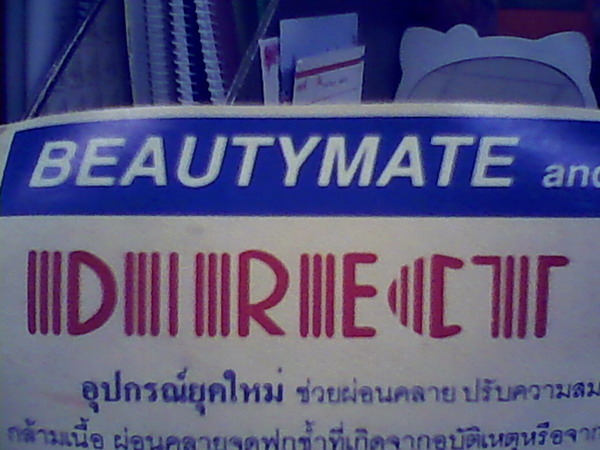 BEAUTYMATE and
DIRECT
อุปกรณ์ยุคใหม่ ช่วยผ่อนคลาย ปรับความสม
กล้ามเนื้อ ผ่อนคลายจุดฟกช้ำที่เกิดจากอุบัติเหตุหรือจาก